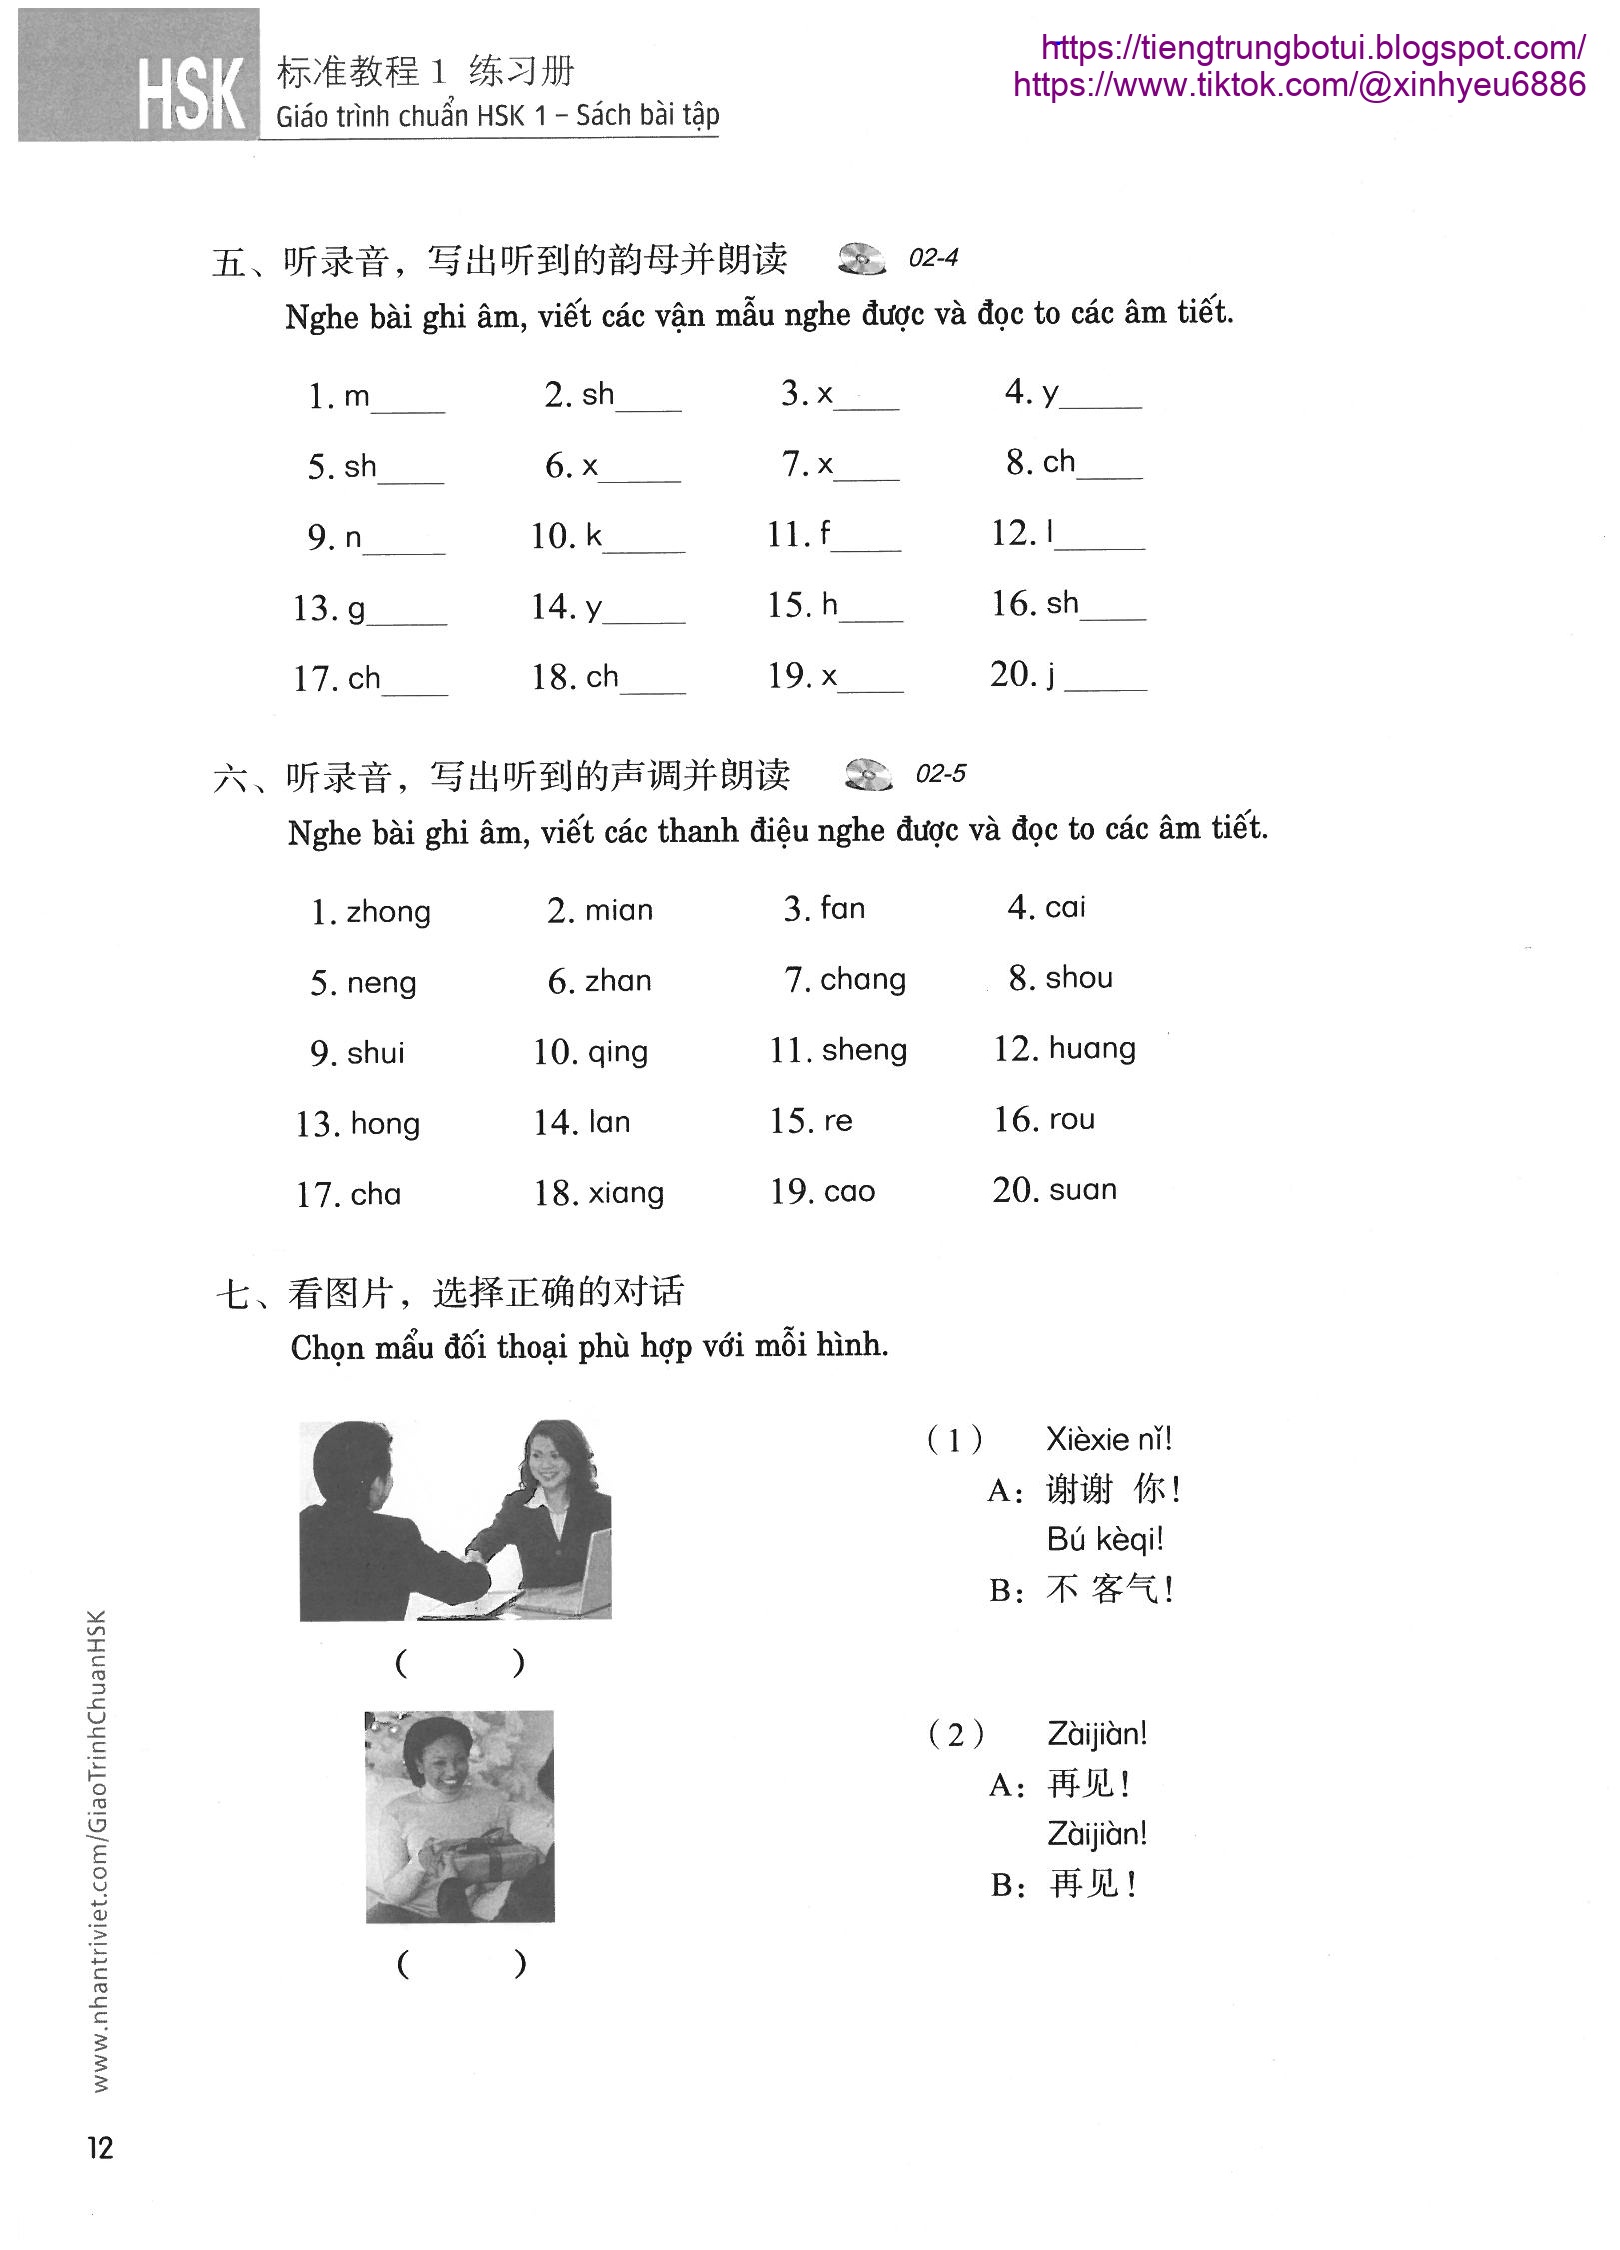 https://tiengtrungbotui.blogspot.com/
https://www.tiktok.com/@xinhyeu6886
HSK 标准教程 1 练习册
Giáo trình chuẩn HSK 1 – Sách bài tập
五、听录音，写出听到的韵母并朗读 02-4
Nghe bài ghi âm, viết các vận mẫu nghe được và đọc to các âm tiết.
1. m____ 2. sh____ 3. x____ 4. y____
5. sh____ 6. x____ 7. x____ 8. ch____
9. n____ 10. k____ 11. f____ 12. l____
13. g____ 14. y____ 15. h____ 16. sh____
17. ch____ 18. ch____ 19. x____ 20. j ____
六、听录音，写出听到的声调并朗读 02-5
Nghe bài ghi âm, viết các thanh điệu nghe được và đọc to các âm tiết.
1. zhong 2. mian 3. fan 4. cai
5. neng 6. zhan 7. chang 8. shou
9. shui 10. qing 11. sheng 12. huang
13. hong 14. lan 15. re 16. rou
17. cha 18. xiang 19. cao 20. suan
七、看图片，选择正确的对话
Chọn mẩu đối thoại phù hợp với mỗi hình.
（1） Xièxie nǐ!
A: 谢谢 你！
Bú kèqi!
B: 不 客气！
( )
（2） Zàijiàn!
A: 再见！
Zàijiàn!
B: 再见！
( )
www.nhantriviet.com/GiaoTrinhChuanHSK
12